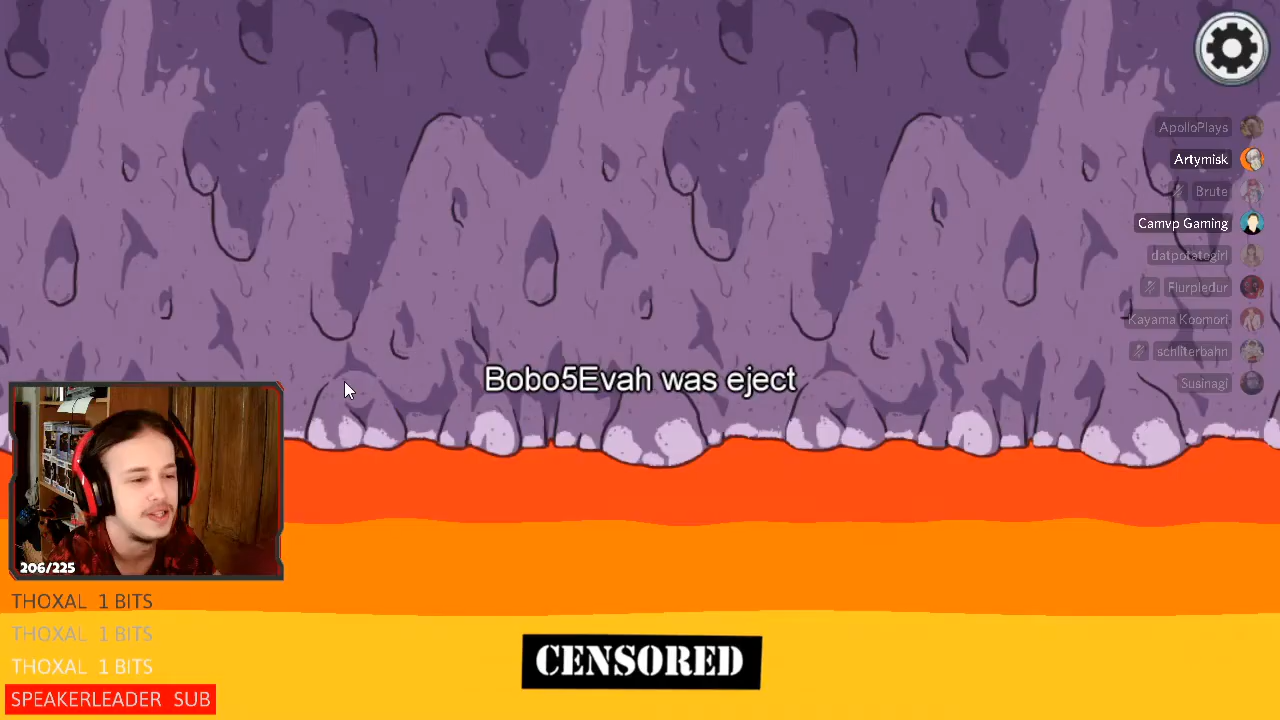 ApolloPlays
Artymisk
Brute
Camvp Gaming
datpotategirl
Flurpledur
Kayama Koomori
schliterbahn
Susinagi
Bobo5Evah was eject
206/225
THOXAL 1 BITS
THOXAL 1 BITS
THOXAL 1 BITS
SPEAKERLEADER SUB
CENSORED